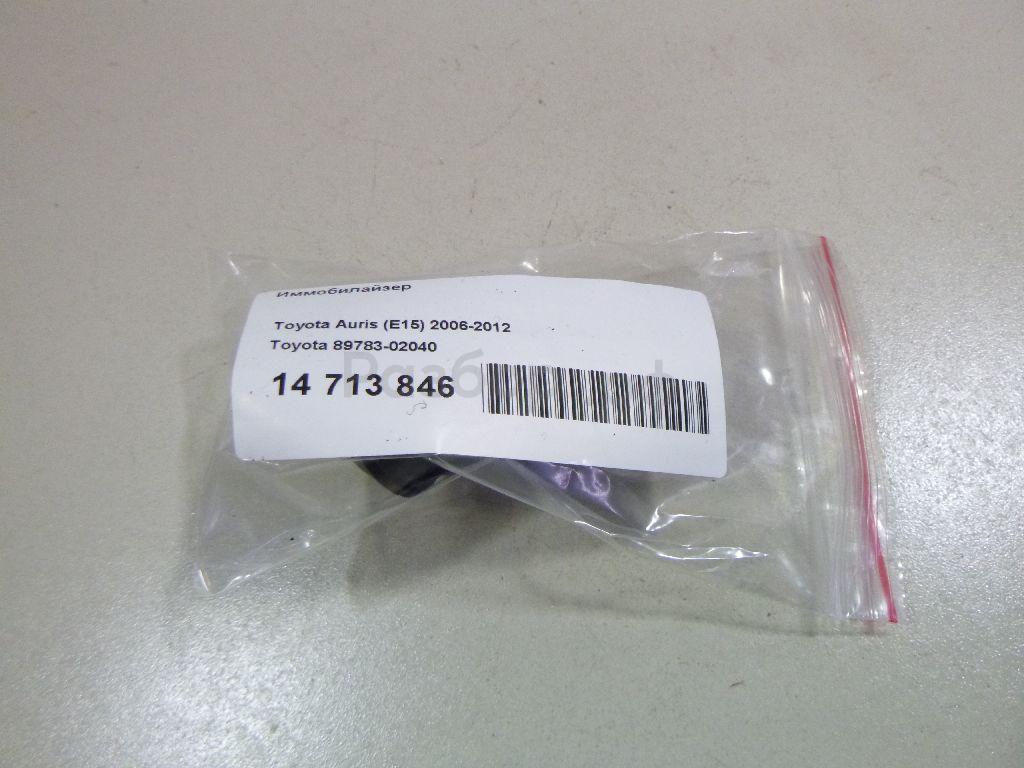 Иммобилайзер
Toyota Auris (E15) 2006-2012
Toyota 89783-02040
14 713 846